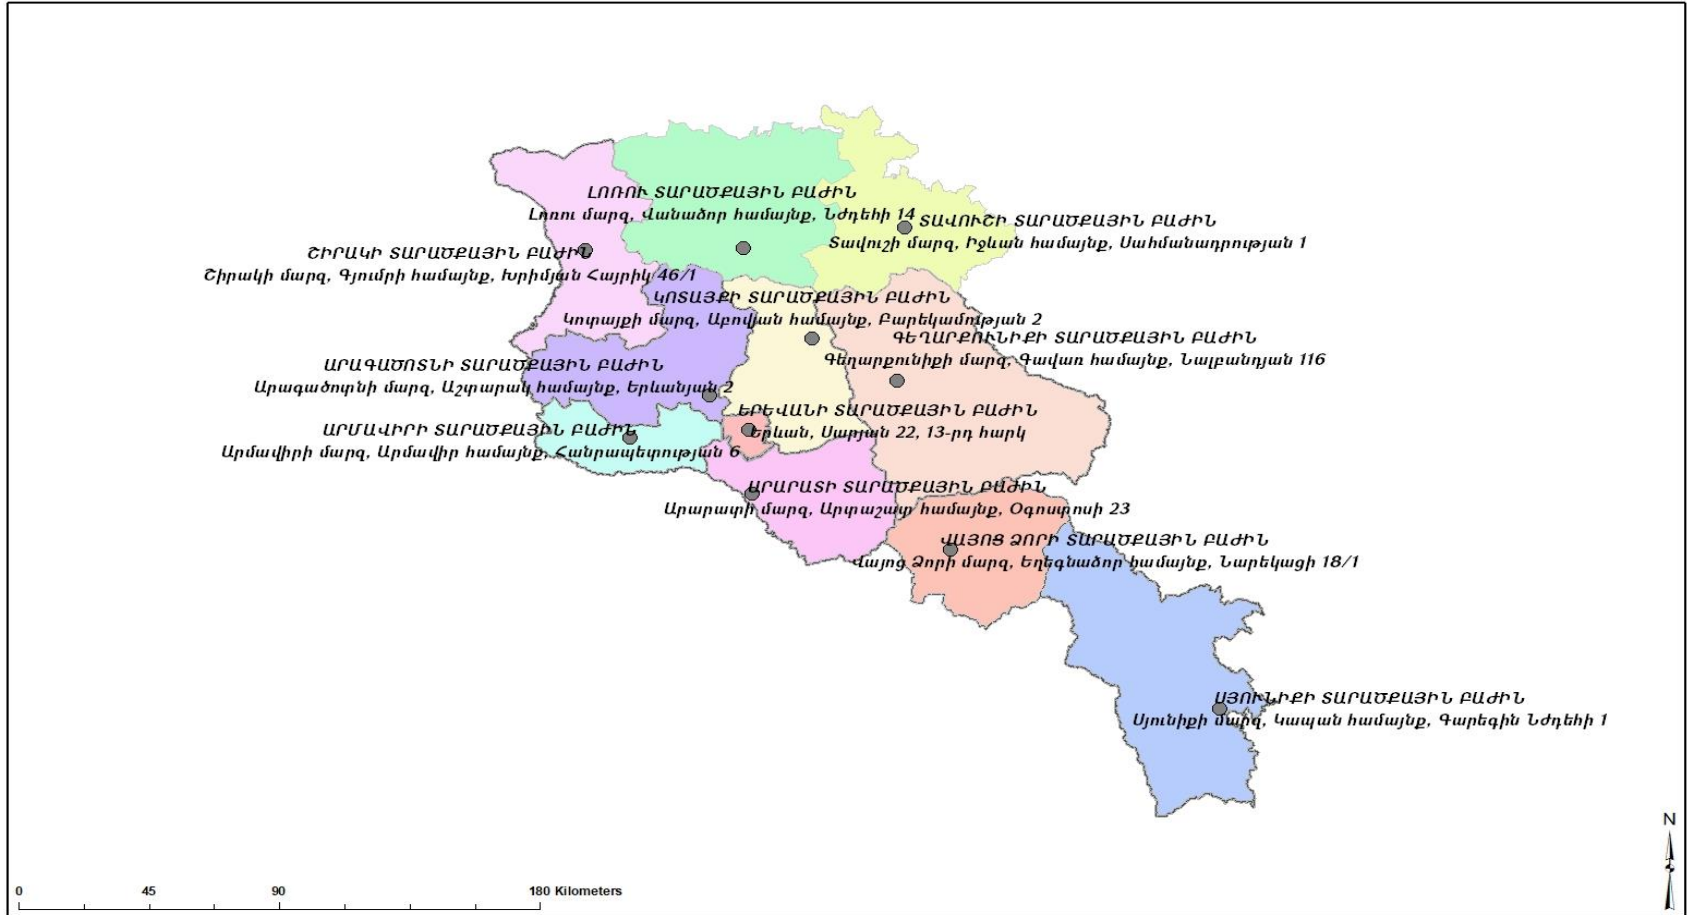 ԼՈՌՈՒ ՏԱՐԱԾՔԱՅԻՆ ԲԱԺԻՆ
Լոռու մարզ, Վանաձոր համայնք, Նժդեհի 14
ՏԱՎՈՒՇԻ ՏԱՐԱԾՔԱՅԻՆ ԲԱԺԻՆ
Տավուշի մարզ, Իջևան համայնք, Սահմանադրության 1
ՇԻՐԱԿԻ ՏԱՐԱԾՔԱՅԻՆ ԲԱԺԻՆ
Շիրակի մարզ, Գյումրի համայնք, Խրիմյան Հայրիկ 46/1
ԿՈՏԱՅՔԻ ՏԱՐԱԾՔԱՅԻՆ ԲԱԺԻՆ
Կոտայքի մարզ, Աբովյան համայնք, Բարեկամության 2
ԳԵՂԱՐՔՈՒՆԻՔԻ ՏԱՐԱԾՔԱՅԻՆ ԲԱԺԻՆ
Գեղարքունիքի մարզ, Գավառ համայնք, Նալբանդյան 116
ԱՐԱԳԱԾՈՏՆԻ ՏԱՐԱԾՔԱՅԻՆ ԲԱԺԻՆ
Արագածոտնի մարզ, Աշտարակ համայնք, Երևանյան 2
ԵՐԵՎԱՆԻ ՏԱՐԱԾՔԱՅԻՆ ԲԱԺԻՆ
Երևան, Սարյան 22, 13-րդ հարկ
ԱՐՄԱՎԻՐԻ ՏԱՐԱԾՔԱՅԻՆ ԲԱԺԻՆ
Արմավիրի մարզ, Արմավիր համայնք, Հանրապետության 6
ԱՐԱՐԱՏԻ ՏԱՐԱԾՔԱՅԻՆ ԲԱԺԻՆ
Արարատի մարզ, Արտաշատ համայնք, Օգոստոսի 23
ՎԱՅՈՑ ՁՈՐԻ ՏԱՐԱԾՔԱՅԻՆ ԲԱԺԻՆ
Վայոց Ձորի մարզ, Եղեգնաձոր համայնք, Նարեկացի 18/1
ՍՅՈՒՆԻՔԻ ՏԱՐԱԾՔԱՅԻՆ ԲԱԺԻՆ
Սյունիքի մարզ, Կապան համայնք, Գարեգին Նժդեհի 1
N
0 45 90 180 Kilometers